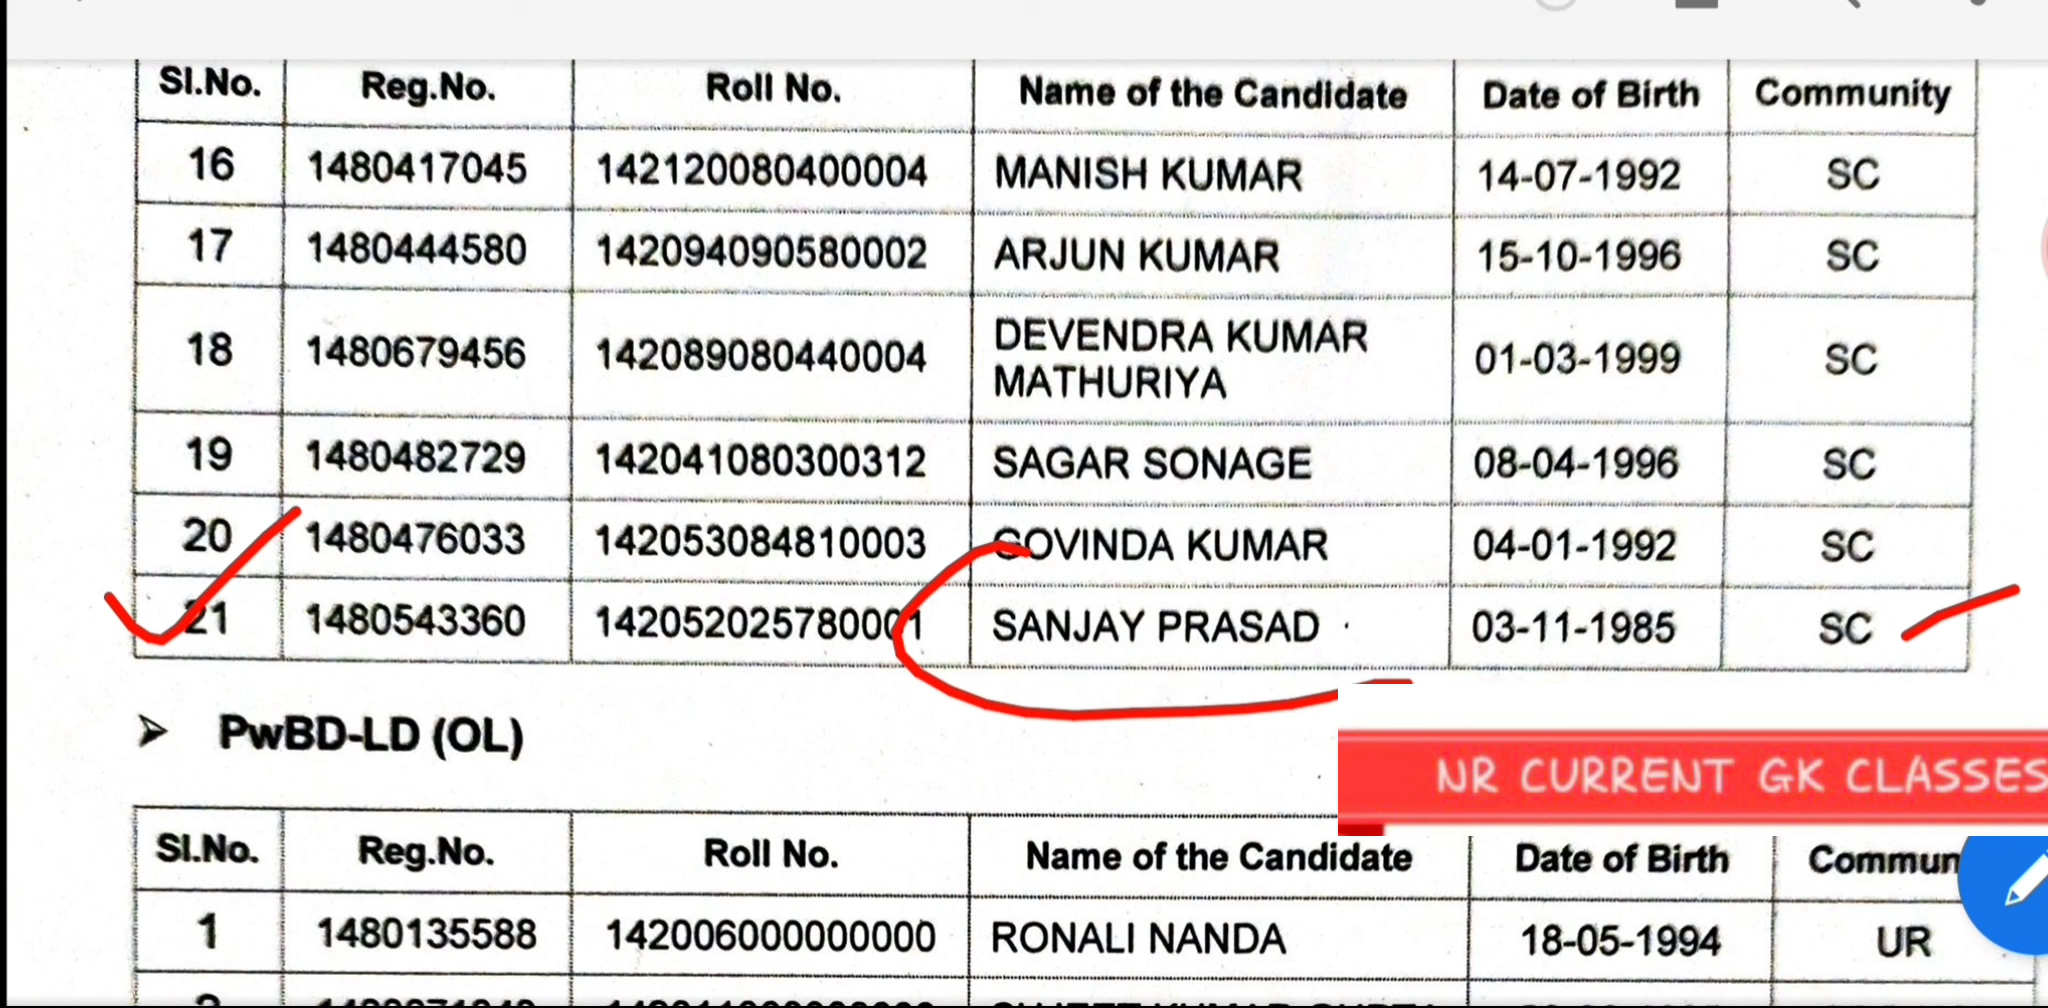 Sl.No. Reg.No. Roll No. Name of the Candidate Date of Birth Community
16 1480417045 142120080400004 MANISH KUMAR 14-07-1992 SC
17 1480444580 142094090580002 ARJUN KUMAR 15-10-1996 SC
18 1480679456 142089080440004 DEVENDRA KUMAR MATHURIYA 01-03-1999 SC
19 1480482729 142041080300312 SAGAR SONAGE 08-04-1996 SC
20 1480476033 142053084810003 GOVINDA KUMAR 04-01-1992 SC
21 1480543360 142052025780001 SANJAY PRASAD 03-11-1985 SC
➢ PwBD-LD (OL)
NR CURRENT GK CLASSES
Sl.No. Reg.No. Roll No. Name of the Candidate Date of Birth Commun
1 1480135588 142006000000000 RONALI NANDA 18-05-1994 UR